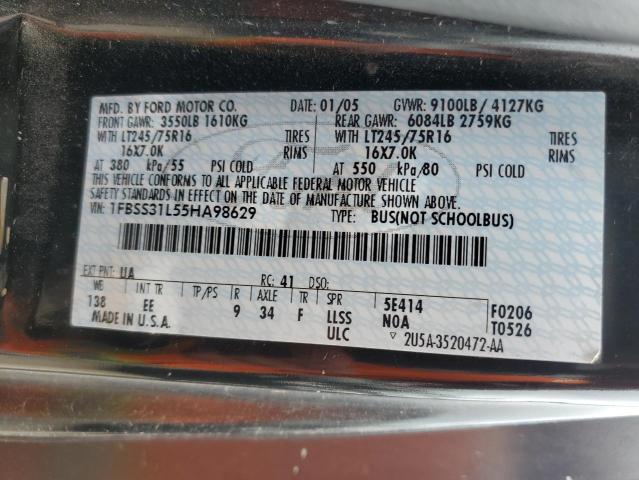 MFD. BY FORD MOTOR CO. DATE: 01/05 GVWR: 9100LB/ 4127KG
FRONT GAWR: 3550LB 1610KG REAR GAWR: 6084LB 2759KG
WITH LT245/75R16 TIRES WITH LT245/75R16 TIRES
16X7.0K RIMS 16X7.0K RIMS
AT 380 kPa/55 PSI COLD AT 550 kPa/80 PSI COLD
THIS VEHICLE CONFORMS TO ALL APPLICABLE FEDERAL MOTOR VEHICLE
SAFETY STANDARDS IN EFFECT ON THE DATE OF MANUFACTURE SHOWN ABOVE.
VIN: 1FBSS31L55HA98629 TYPE: BUS(NOT SCHOOLBUS)
EXT PNT: UA RC: 41 DSO:
WB INT TR TP/PS R AXLE TR SPR 5E414 F0206
138 EE 9 34 F LLSS NOA T0526
MADE IN U.S.A. ULC ▽ 2U5A-3520472-AA